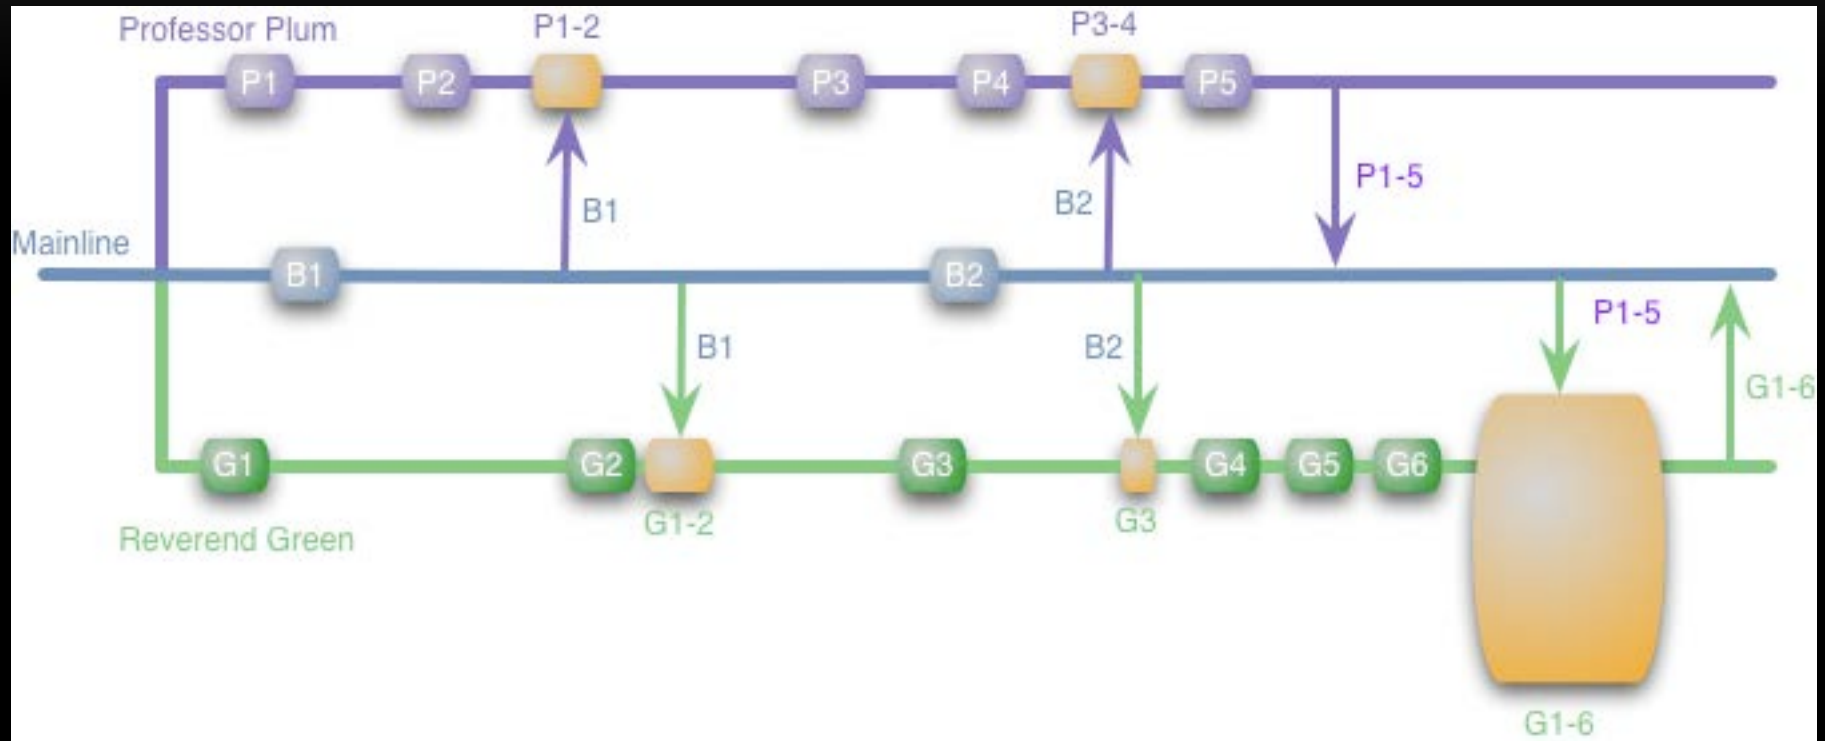 Professor Plum
P1-2
P3-4
P1
P2
P3
P4
P5
P1-5
B1
B2
Mainline
B1
B2
P1-5
B1
B2
G1-6
G1
G2
G3
G4
G5
G6
G1-2
G3
Reverend Green
G1-6